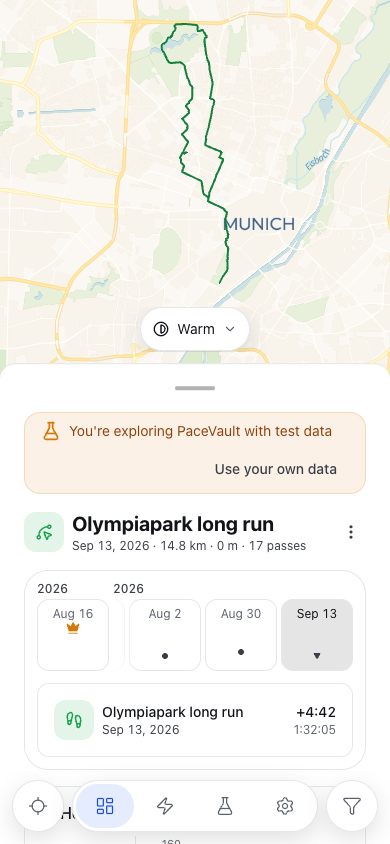 Eisbach
MUNICH
Warm
You're exploring PaceVault with test data
Use your own data
Olympiapark long run
Sep 13, 2026 · 14.8 km · 0 m · 17 passes
2026 2026
Aug 16 Aug 2 Aug 30 Sep 13
Olympiapark long run +4:42
Sep 13, 2026 1:32:05
160